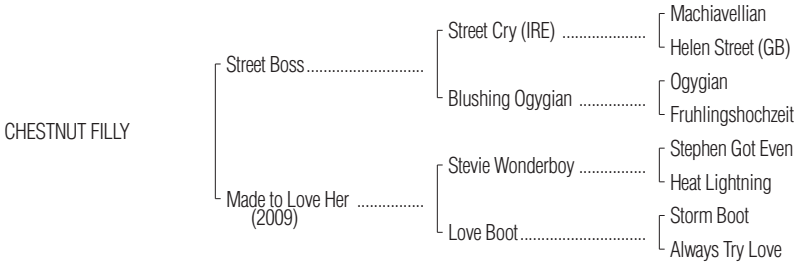 Machiavellian
Street Cry (IRE) ....................
Helen Street (GB)
Street Boss............................
Ogygian
Blushing Ogygian ................
Fruhlingshochzeit
CHESTNUT FILLY
Stephen Got Even
Stevie Wonderboy ................
Heat Lightning
Made to Love Her ................
(2009)
Storm Boot
Love Boot..............................
Always Try Love